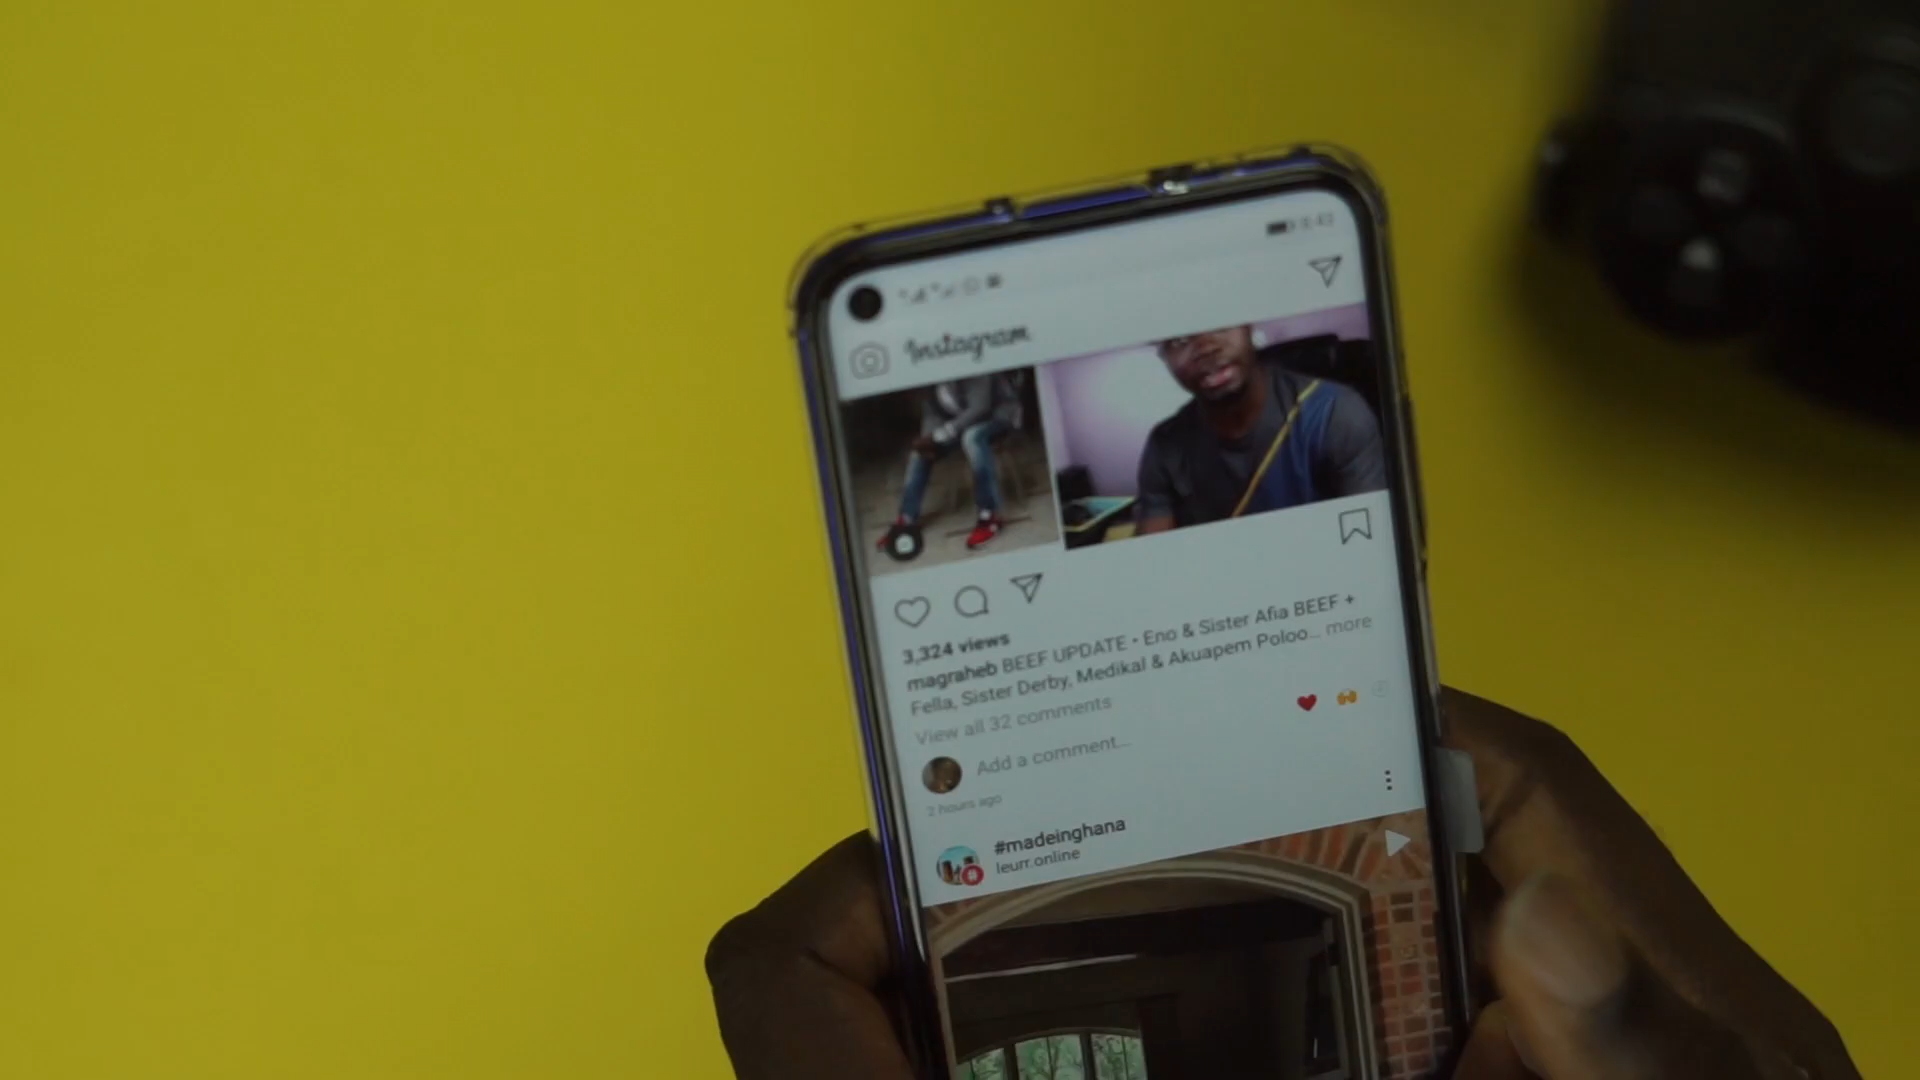 Instagram
3,324 views
magraheb BEEF UPDATE • Eno & Sister Afia BEEF +
Fella, Sister Derby, Medikal & Akuapem Poloo... more
View all 32 comments
Add a comment...
2 hours ago
#madeinghana
leurr.online